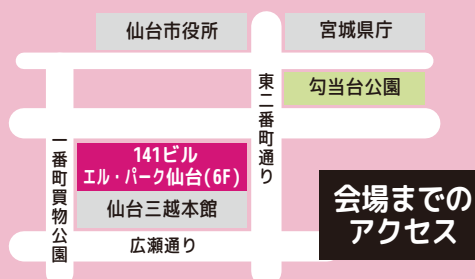 仙台市役所
宮城県庁
勾当台公園
東二番町通り
一番町買物公園
141ビル
エル・パーク仙台(6F)
仙台三越本館
広瀬通り
会場までの
アクセス